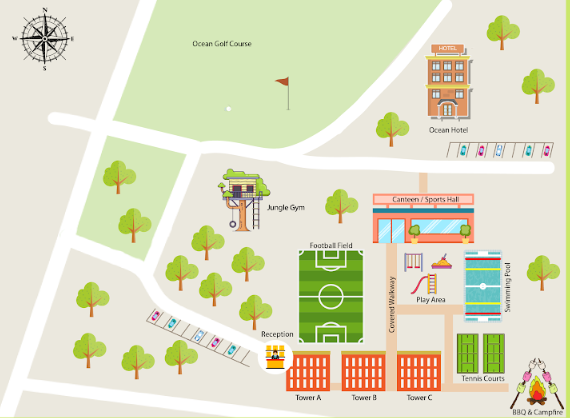 N
W
E
S
Ocean Golf Course
HOTEL
Ocean Hotel
Jungle Gym
Canteen / Sports Hall
Football Field
Covered Walkway
Play Area
Swimming Pool
Reception
Tower A
Tower B
Tower C
Tennis Courts
BBQ & Campfire